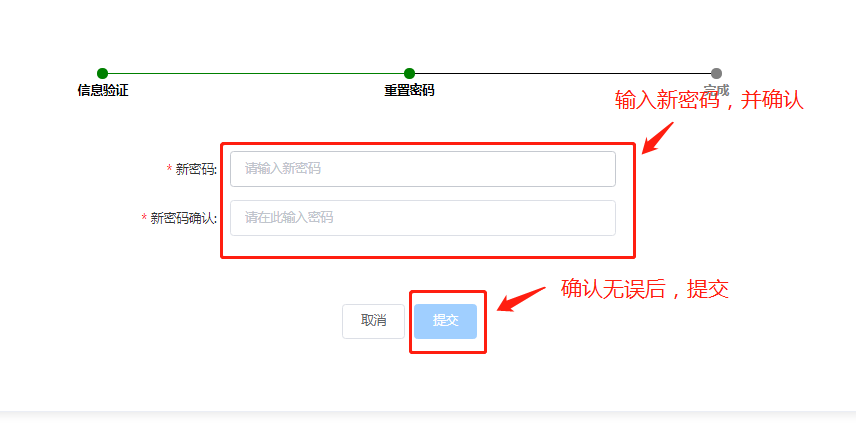 信息验证
重置密码
完成
输入新密码，并确认
* 新密码:
请输入新密码
* 新密码确认:
请在此输入密码
确认无误后，提交
取消
提交